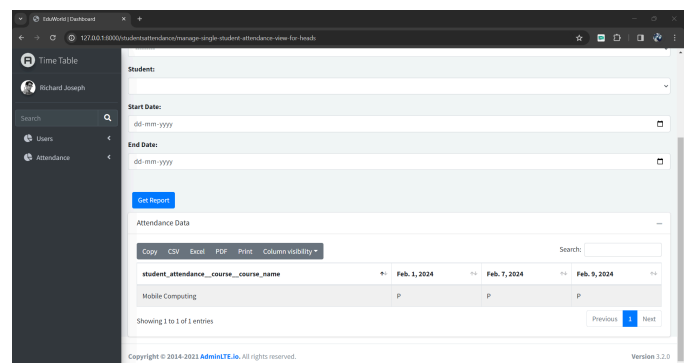 EduWorld | Dashboard
127.0.0.1:8000/studentsattendance/manage-single-student-attendance-view-for-heads
Time Table
Richard Joseph
Search
Users
Attendance
Student:
Start Date:
dd-mm-yyyy
End Date:
dd-mm-yyyy
Get Report
Attendance Data
Copy CSV Excel PDF Print Column visibility
Search:
student_attendance__course__course_name Feb. 1, 2024 Feb. 7, 2024 Feb. 9, 2024
Mobile Computing P P P
Showing 1 to 1 of 1 entries
Previous 1 Next
Copyright © 2014-2021 AdminLTE.io. All rights reserved.
Version 3.2.0